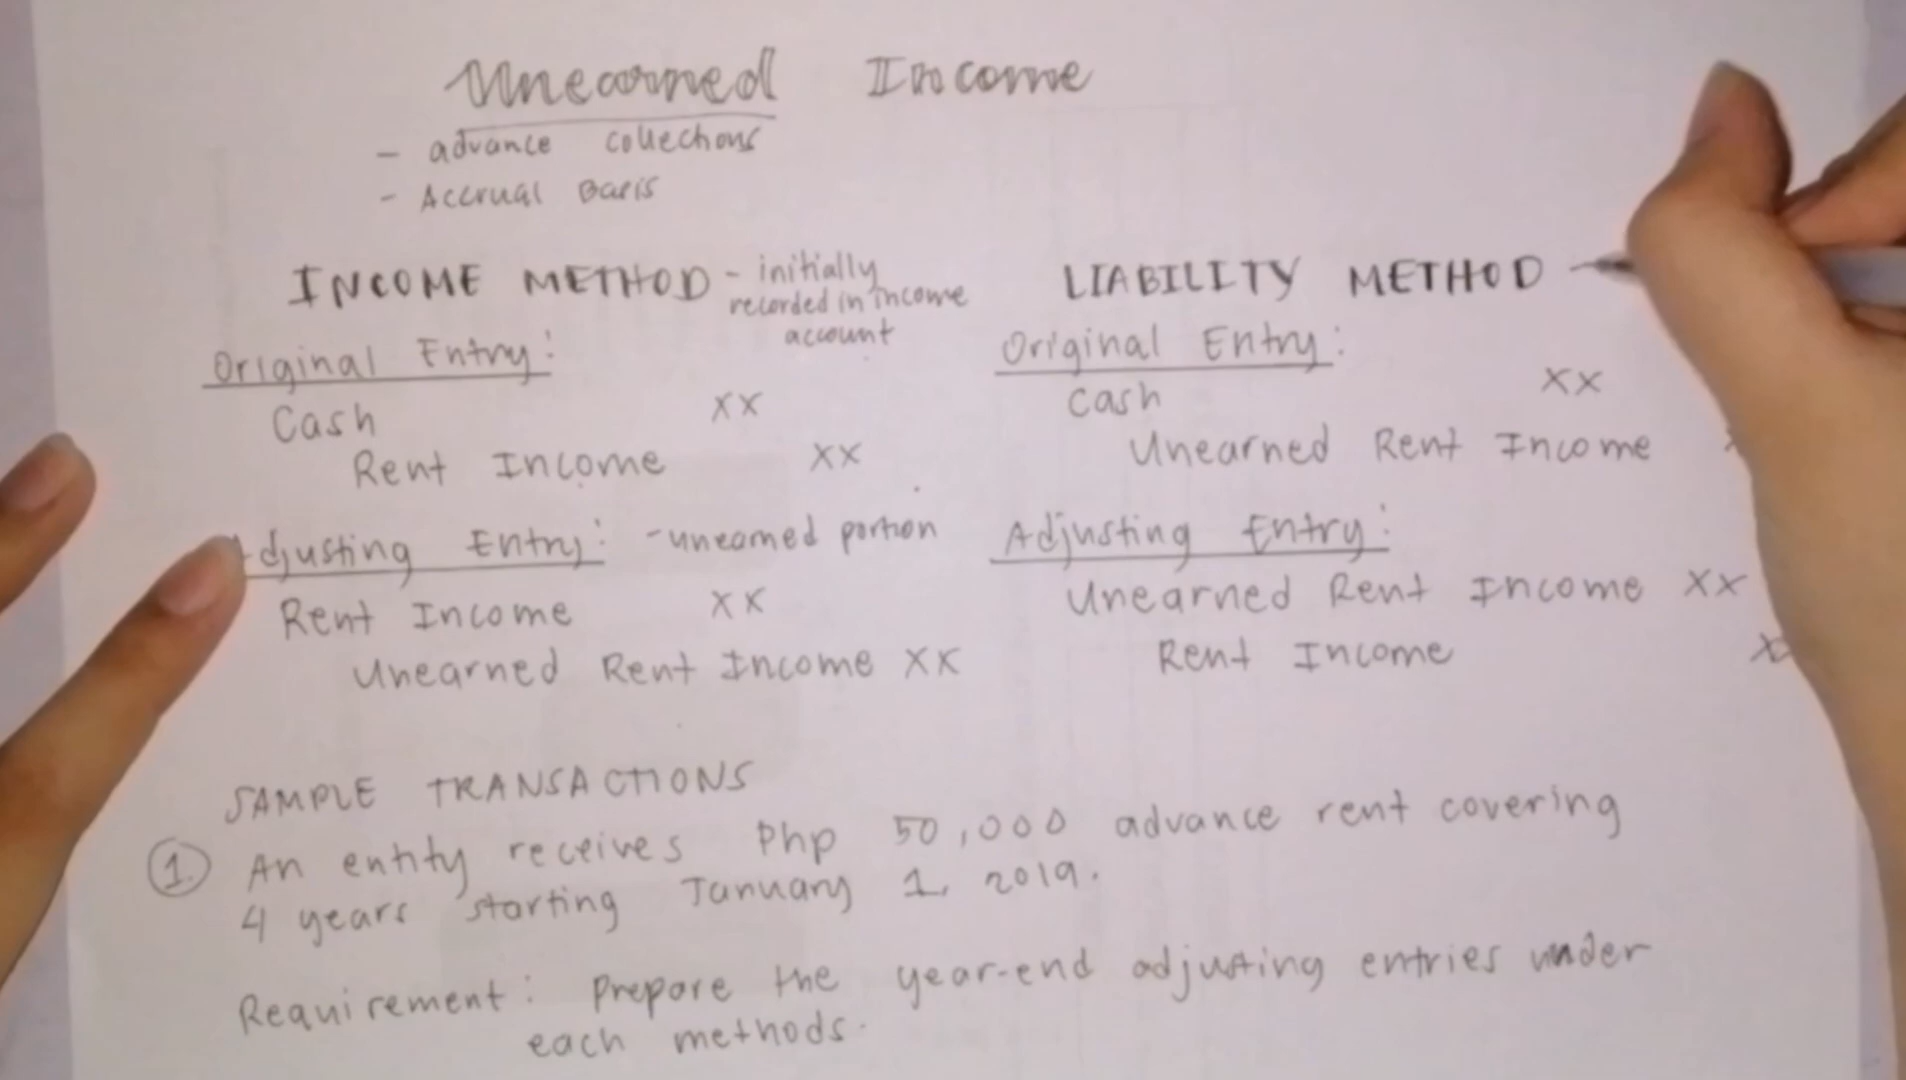 Unearned Income
- advance collections
- Accrual Basis
INCOME METHOD - initially
recorded in income
account
Original Entry:
Cash XX
Rent Income XX
Adjusting Entry: - unearned portion
Rent Income XX
Unearned Rent Income XX
LIABILITY METHOD -
Original Entry:
Cash XX
Unearned Rent Income
Adjusting Entry:
Unearned Rent Income XX
Rent Income
SAMPLE TRANSACTIONS
1. An entity receives Php 50,000 advance rent covering
4 years starting January 1, 2019.
Requirement: Prepare the year-end adjusting entries under
each methods.